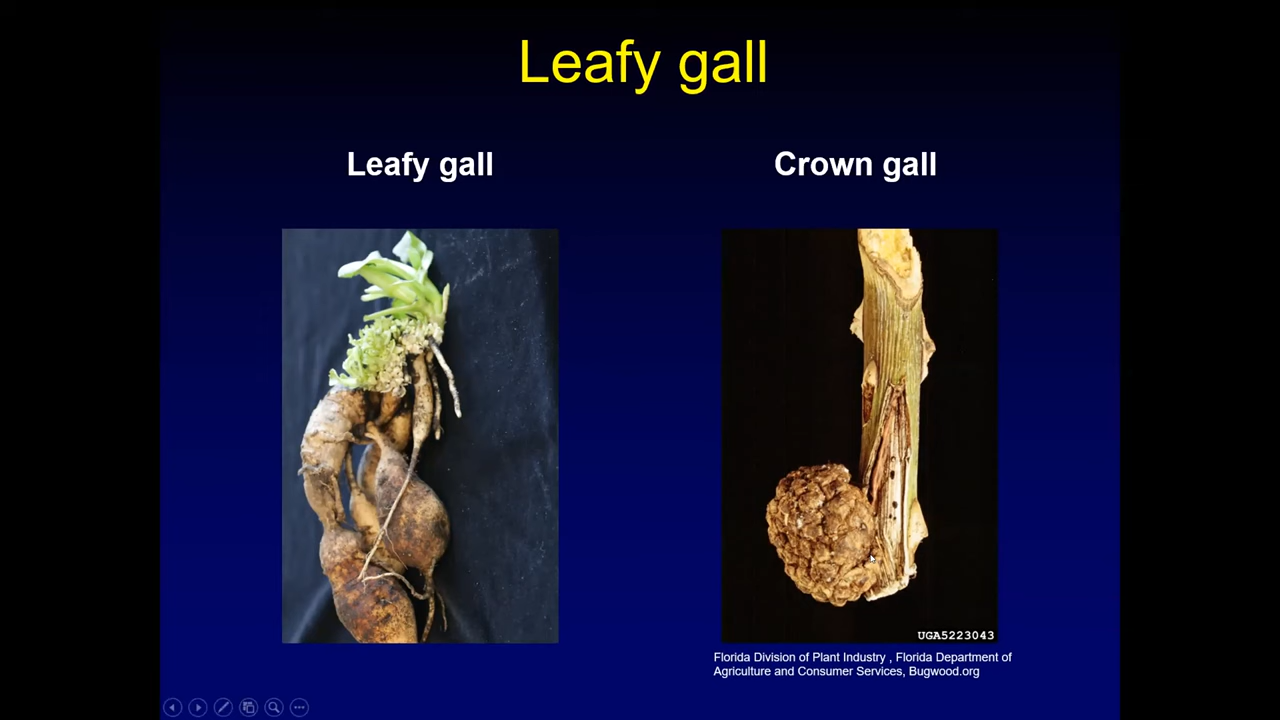 Leafy gall
Leafy gall
Crown gall
UGA5223043
Florida Division of Plant Industry , Florida Department of
Agriculture and Consumer Services, Bugwood.org